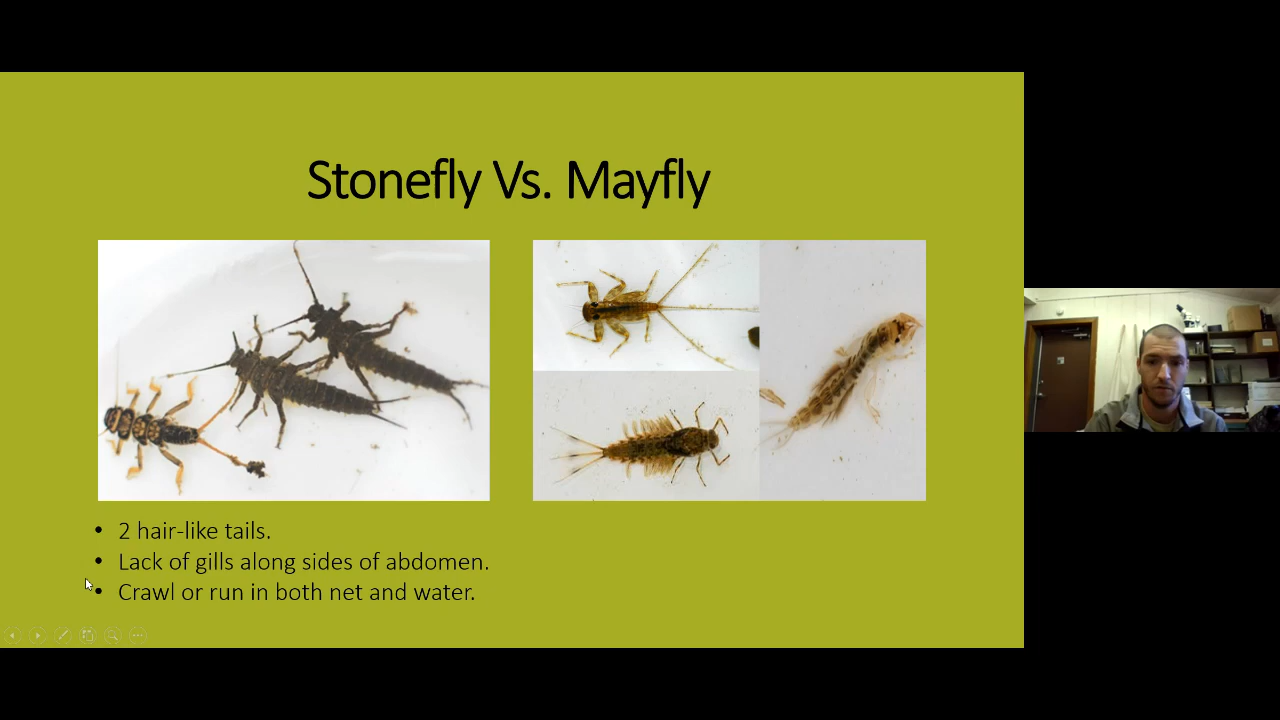 Stonefly Vs. Mayfly
• 2 hair-like tails.
• Lack of gills along sides of abdomen.
• Crawl or run in both net and water.